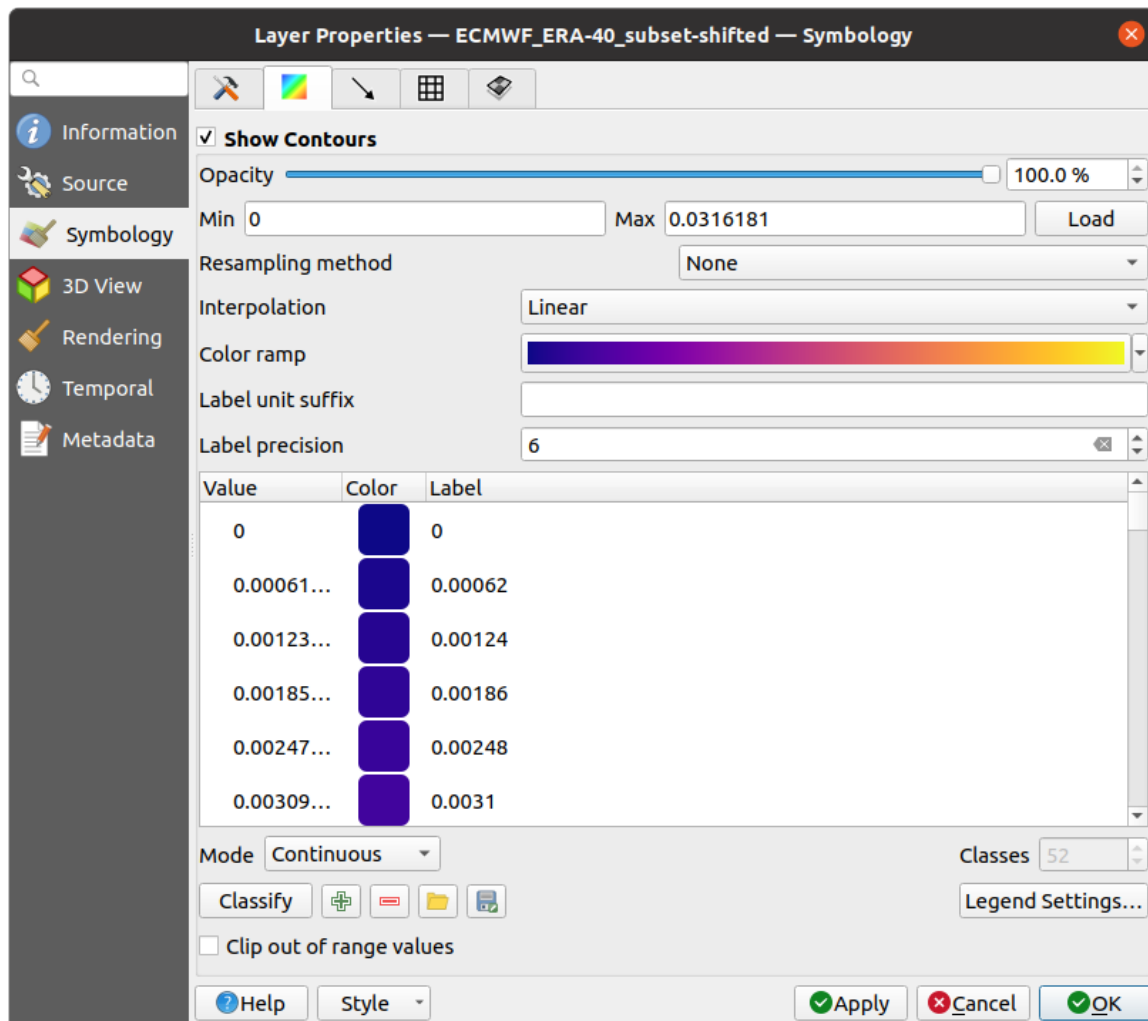 Layer Properties — ECMWF_ERA-40_subset-shifted — Symbology
Information
Source
Symbology
3D View
Rendering
Temporal
Metadata
Show Contours
Opacity 100.0 %
Min 0 Max 0.0316181 Load
Resampling method None
Interpolation Linear
Color ramp
Label unit suffix
Label precision 6
Value Color Label
0 0
0.00061... 0.00062
0.00123... 0.00124
0.00185... 0.00186
0.00247... 0.00248
0.00309... 0.0031
Mode Continuous Classes 52
Classify Legend Settings...
Clip out of range values
Help Style Apply Cancel OK